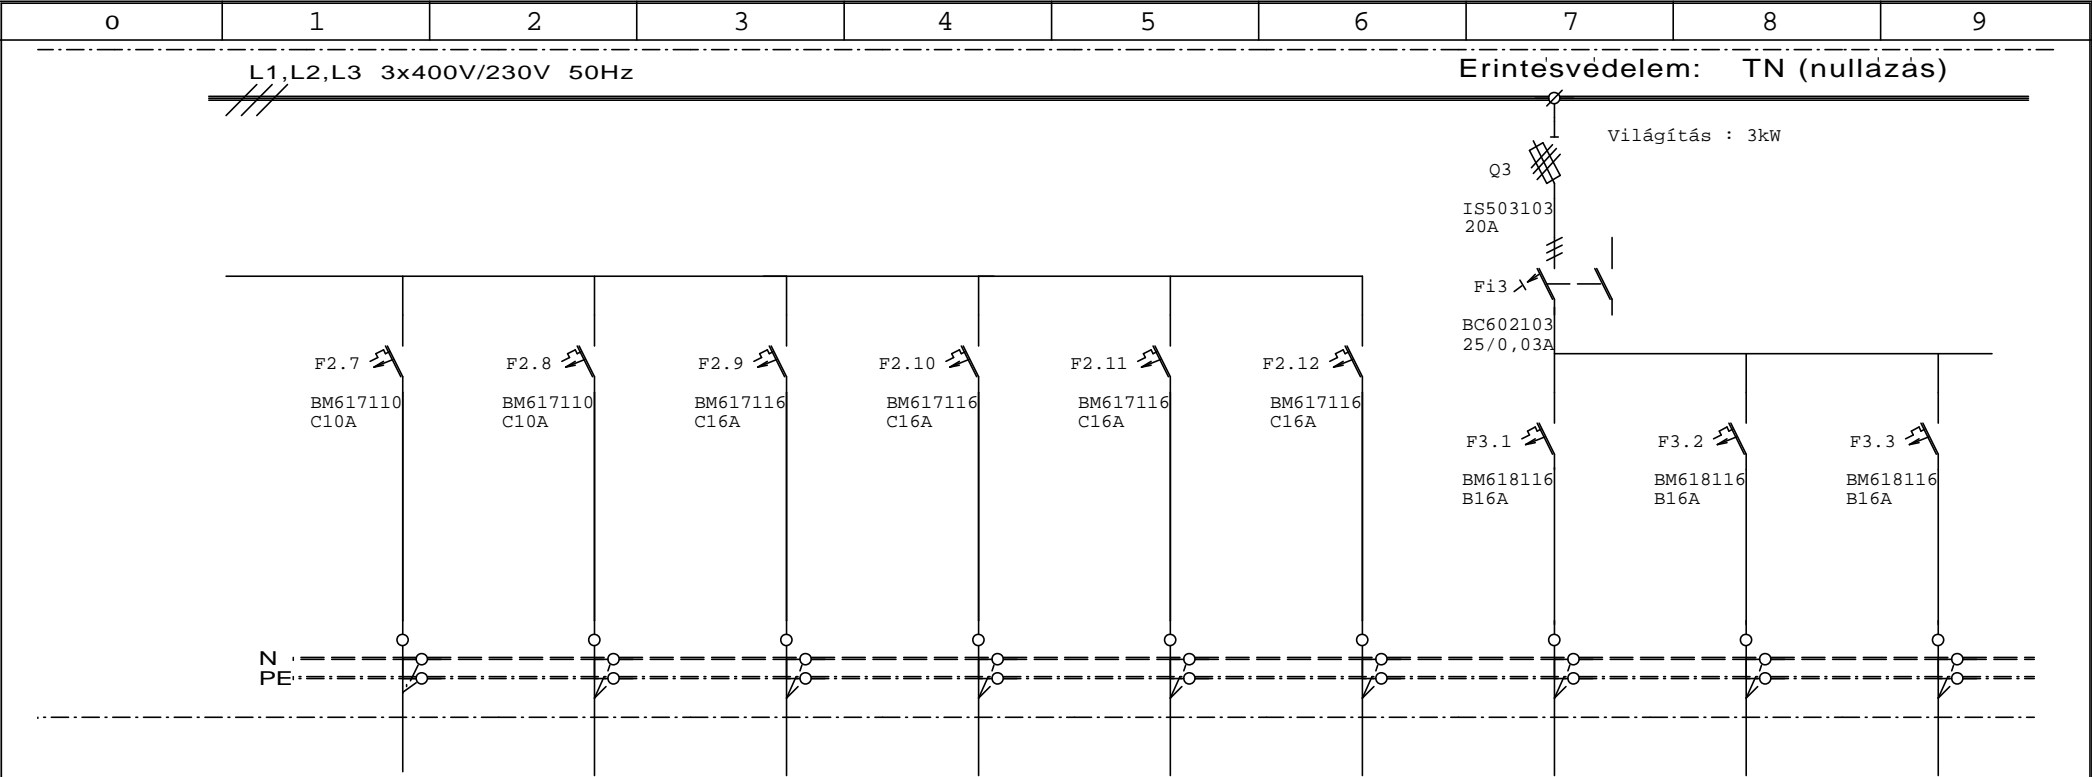 0 1 2 3 4 5 6 7 8 9
L1,L2,L3 3x400V/230V 50Hz
Érintésvédelem: TN (nullázás)
Világítás : 3kW
Q3
IS503103
20A
Fi3
BC602103
25/0,03A
F2.7 F2.8 F2.9 F2.10 F2.11 F2.12
BM617110 BM617110 BM617116 BM617116 BM617116 BM617116
C10A C10A C16A C16A C16A C16A
F3.1 F3.2 F3.3
BM618116 BM618116 BM618116
B16A B16A B16A
N
PE